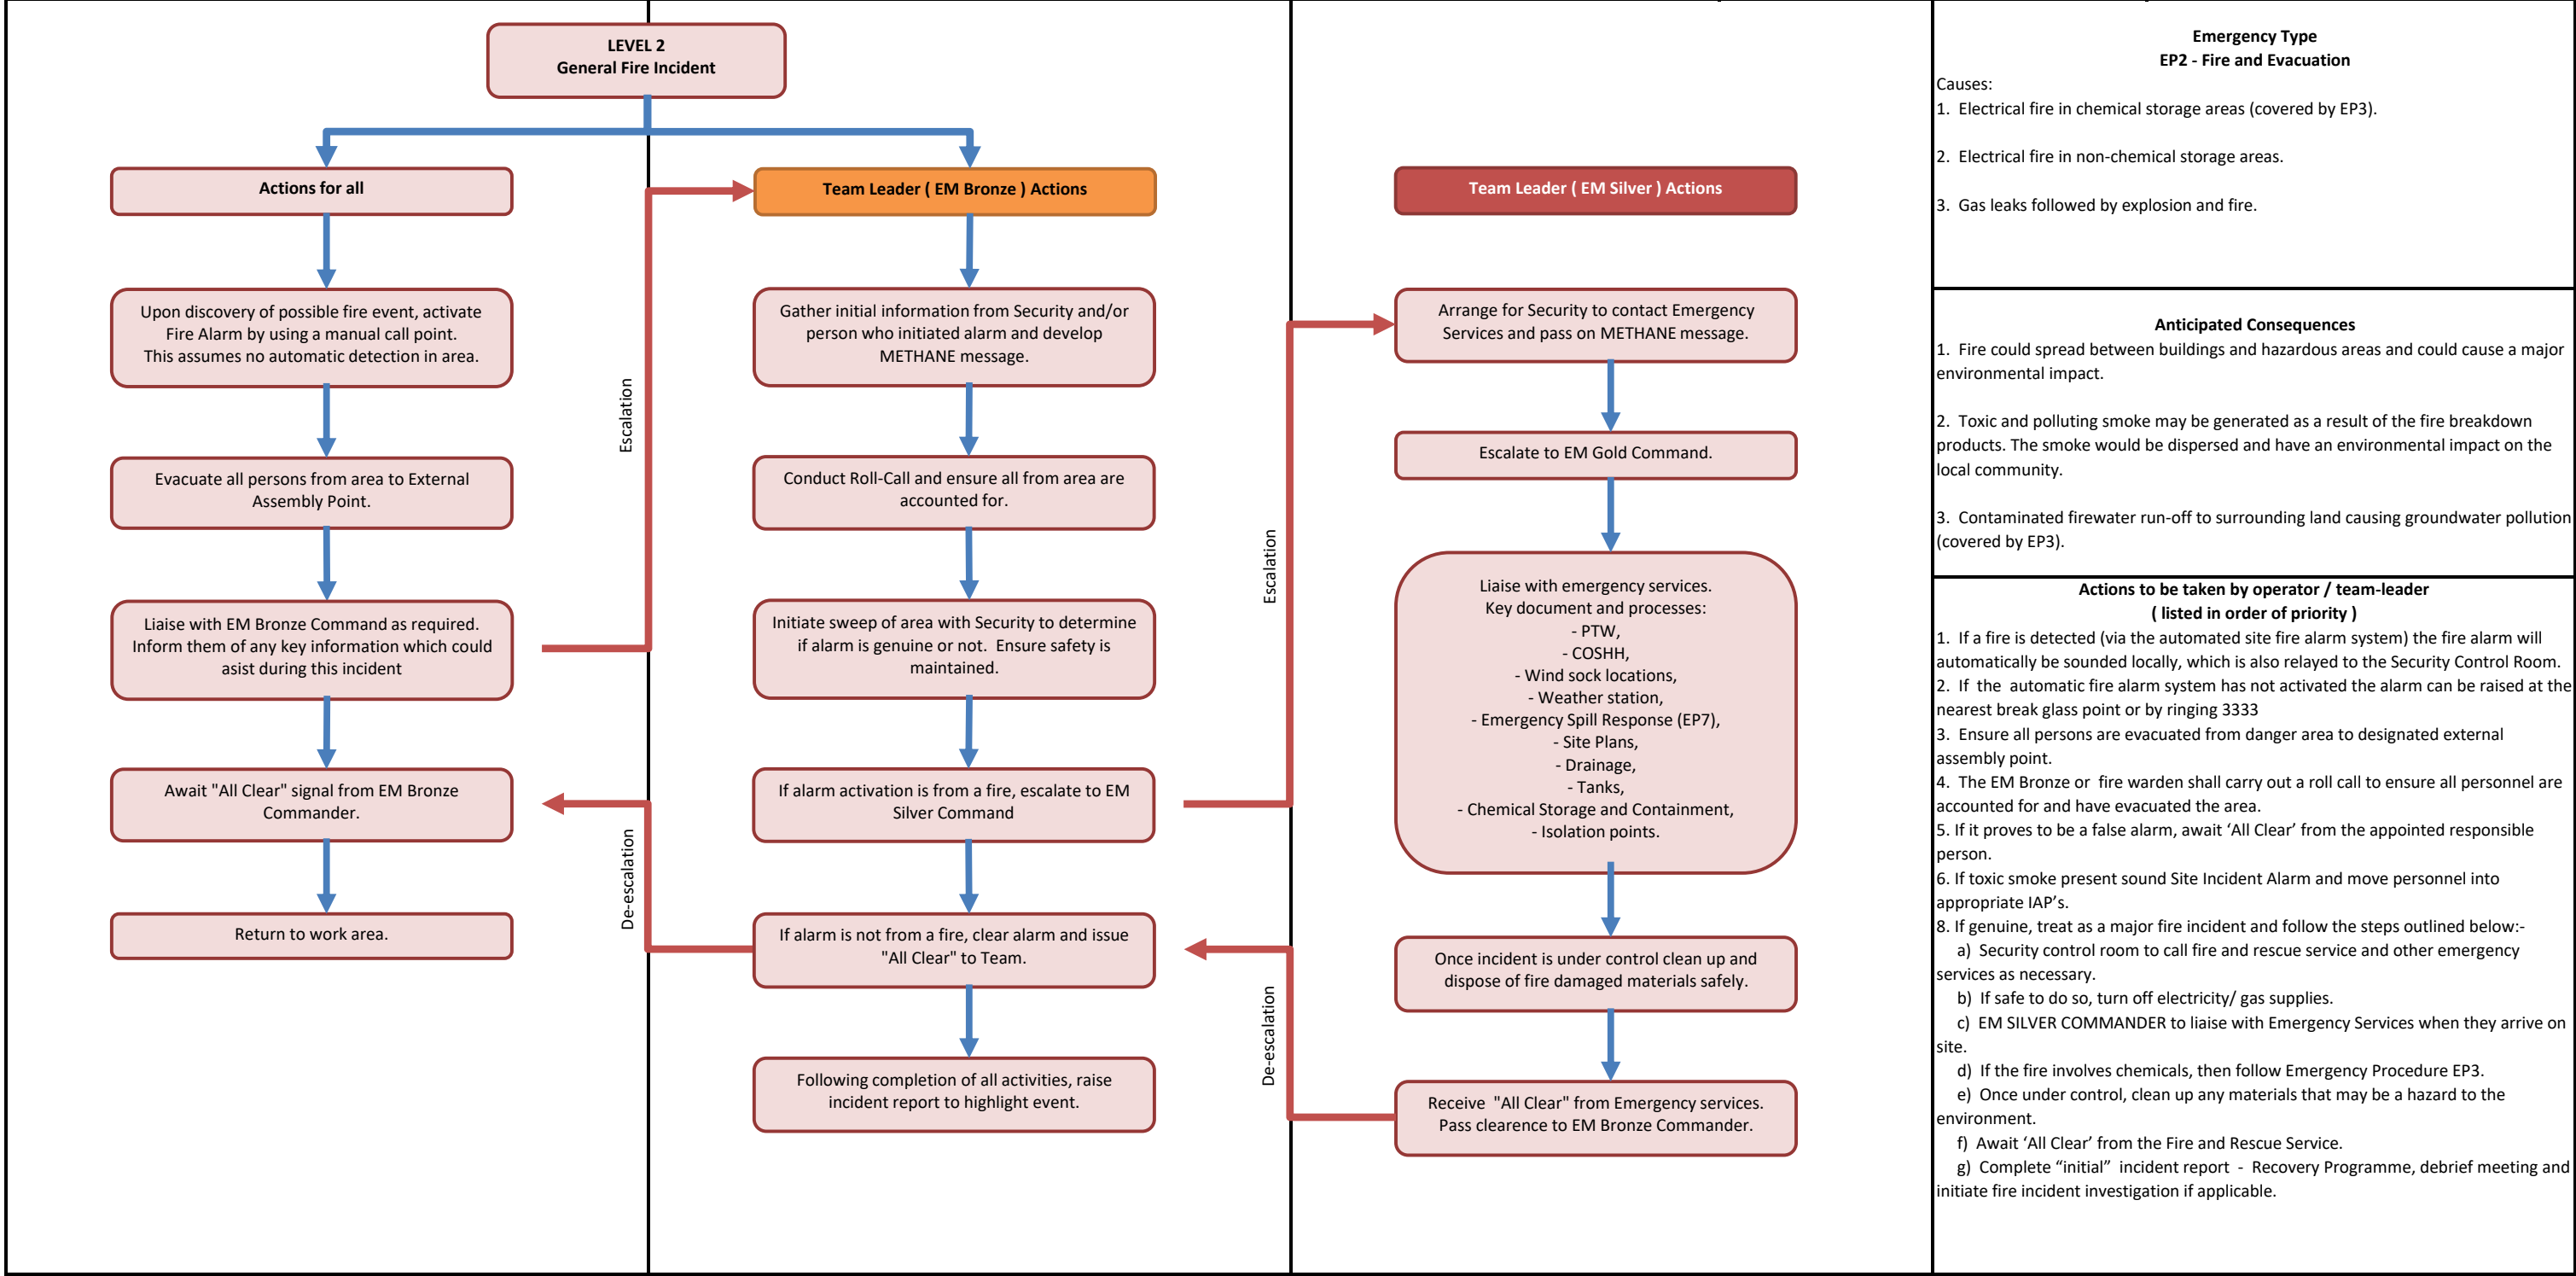 LEVEL 2
General Fire Incident
Actions for all
Upon discovery of possible fire event, activate
Fire Alarm by using a manual call point.
This assumes no automatic detection in area.
Evacuate all persons from area to External
Assembly Point.
Liaise with EM Bronze Command as required.
Inform them of any key information which could
asist during this incident
Await "All Clear" signal from EM Bronze
Commander.
Return to work area.
Escalation
De-escalation
Team Leader ( EM Bronze ) Actions
Gather initial information from Security and/or
person who initiated alarm and develop
METHANE message.
Conduct Roll-Call and ensure all from area are
accounted for.
Initiate sweep of area with Security to determine
if alarm is genuine or not.  Ensure safety is
maintained.
If alarm activation is from a fire, escalate to EM
Silver Command
If alarm is not from a fire, clear alarm and issue
"All Clear" to Team.
Following completion of all activities, raise
incident report to highlight event.
Escalation
De-escalation
Team Leader ( EM Silver ) Actions
Arrange for Security to contact Emergency
Services and pass on METHANE message.
Escalate to EM Gold Command.
Liaise with emergency services.
Key document and processes:
- PTW,
- COSHH,
- Wind sock locations,
- Weather station,
- Emergency Spill Response (EP7),
- Site Plans,
- Drainage,
- Tanks,
- Chemical Storage and Containment,
- Isolation points.
Once incident is under control clean up and
dispose of fire damaged materials safely.
Receive  "All Clear" from Emergency services.
Pass clearence to EM Bronze Commander.
Emergency Type
EP2 - Fire and Evacuation
Causes:
1.  Electrical fire in chemical storage areas (covered by EP3).
2.  Electrical fire in non-chemical storage areas.
3.  Gas leaks followed by explosion and fire.
Anticipated Consequences
1.  Fire could spread between buildings and hazardous areas and could cause a major
environmental impact.
2.  Toxic and polluting smoke may be generated as a result of the fire breakdown
products. The smoke would be dispersed and have an environmental impact on the
local community.
3.  Contaminated firewater run-off to surrounding land causing groundwater pollution
(covered by EP3).
Actions to be taken by operator / team-leader
( listed in order of priority )
1.  If a fire is detected (via the automated site fire alarm system) the fire alarm will
automatically be sounded locally, which is also relayed to the Security Control Room.
2.  If  the  automatic fire alarm system has not activated the alarm can be raised at the
nearest break glass point or by ringing 3333
3.  Ensure all persons are evacuated from danger area to designated external
assembly point.
4.  The EM Bronze or  fire warden shall carry out a roll call to ensure all personnel are
accounted for and have evacuated the area.
5. If it proves to be a false alarm, await ‘All Clear’ from the appointed responsible
person.
6. If toxic smoke present sound Site Incident Alarm and move personnel into
appropriate IAP’s.
8. If genuine, treat as a major fire incident and follow the steps outlined below:-
a)  Security control room to call fire and rescue service and other emergency
services as necessary.
b)  If safe to do so, turn off electricity/ gas supplies.
c)  EM SILVER COMMANDER to liaise with Emergency Services when they arrive on
site.
d)  If the fire involves chemicals, then follow Emergency Procedure EP3.
e)  Once under control, clean up any materials that may be a hazard to the
environment.
f)  Await ‘All Clear’ from the Fire and Rescue Service.
g)  Complete “initial”  incident report  -  Recovery Programme, debrief meeting and
initiate fire incident investigation if applicable.